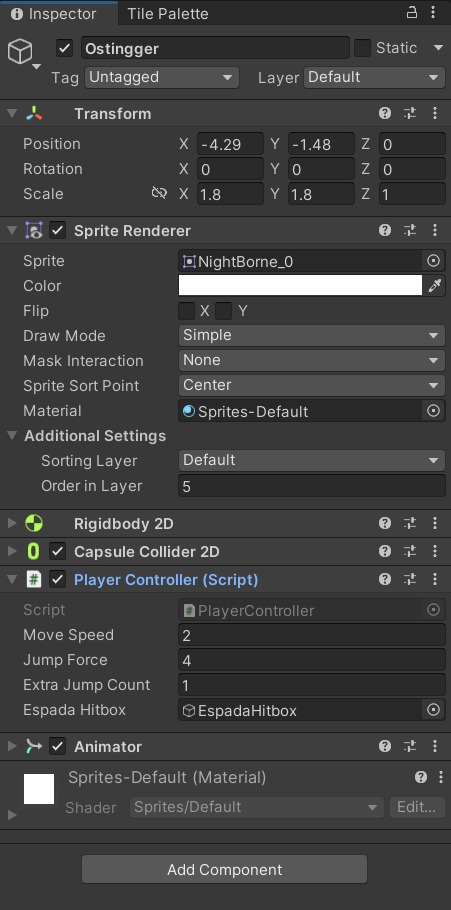 Inspector Tile Palette
Ostingger Static
Tag Untagged Layer Default
Transform
Position X -4.29 Y -1.48 Z 0
Rotation X 0 Y 0 Z 0
Scale X 1.8 Y 1.8 Z 1
Sprite Renderer
Sprite NightBorne_0
Color
Flip X Y
Draw Mode Simple
Mask Interaction None
Sprite Sort Point Center
Material Sprites-Default
Additional Settings
Sorting Layer Default
Order in Layer 5
Rigidbody 2D
Capsule Collider 2D
Player Controller (Script)
Script PlayerController
Move Speed 2
Jump Force 4
Extra Jump Count 1
Espada Hitbox EspadaHitbox
Animator
Sprites-Default (Material)
Shader Sprites/Default Edit...
Add Component